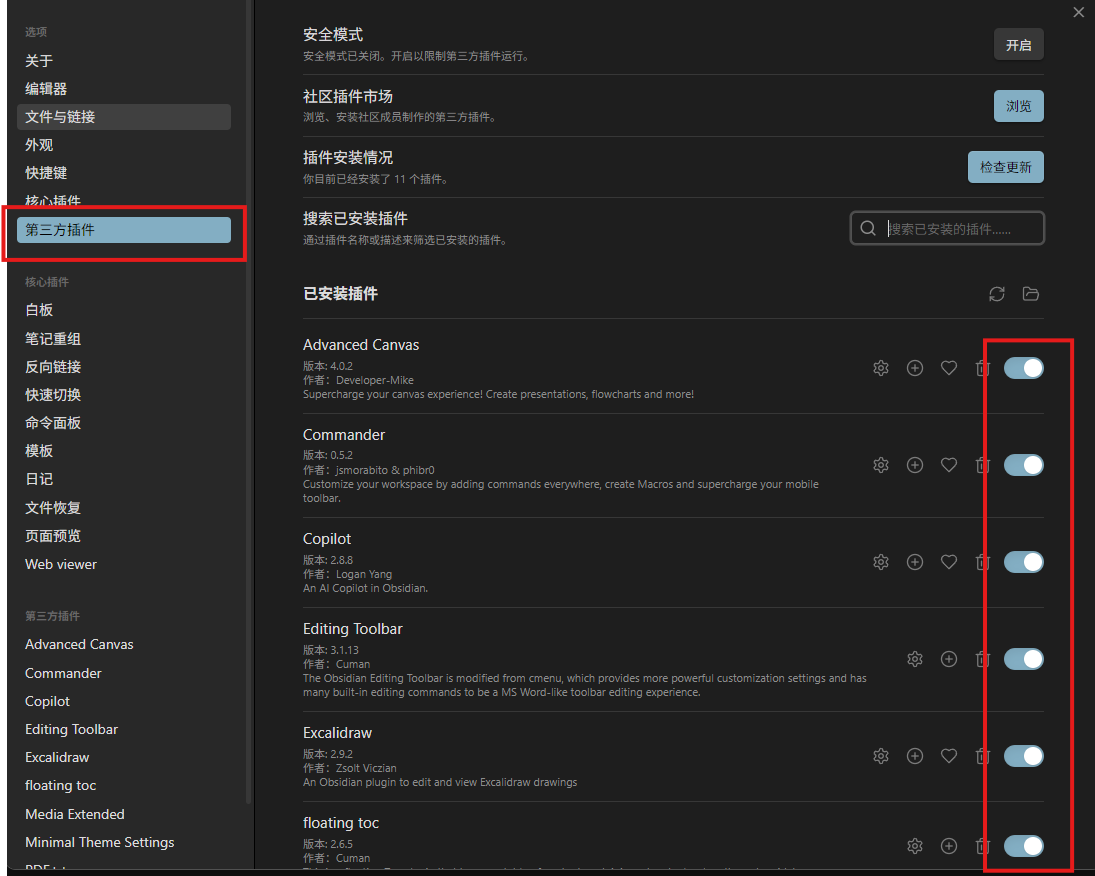 选项
关于
编辑器
文件与链接
外观
快捷键
核心插件
第三方插件
核心插件
白板
笔记重组
反向链接
快速切换
命令面板
模板
日记
文件恢复
页面预览
Web viewer
第三方插件
Advanced Canvas
Commander
Copilot
Editing Toolbar
Excalidraw
floating toc
Media Extended
Minimal Theme Settings
安全模式
安全模式已关闭。开启以限制第三方插件运行。
开启
社区插件市场
浏览、安装社区成员制作的第三方插件。
浏览
插件安装情况
你目前已经安装了 11 个插件。
检查更新
搜索已安装插件
通过插件名称或描述来筛选已安装的插件。
搜索已安装的插件......
已安装插件
Advanced Canvas
版本: 4.0.2
作者：Developer-Mike
Supercharge your canvas experience! Create presentations, flowcharts and more!
Commander
版本: 0.5.2
作者：jsmorabito & phibr0
Customize your workspace by adding commands everywhere, create Macros and supercharge your mobile
toolbar.
Copilot
版本: 2.8.8
作者：Logan Yang
An AI Copilot in Obsidian.
Editing Toolbar
版本: 3.1.13
作者：Cuman
The Obsidian Editing Toolbar is modified from cmenu, which provides more powerful customization settings and has
many built-in editing commands to be a MS Word-like toolbar editing experience.
Excalidraw
版本: 2.9.2
作者：Zsolt Viczian
An Obsidian plugin to edit and view Excalidraw drawings
floating toc
版本: 2.6.5
作者：Cuman